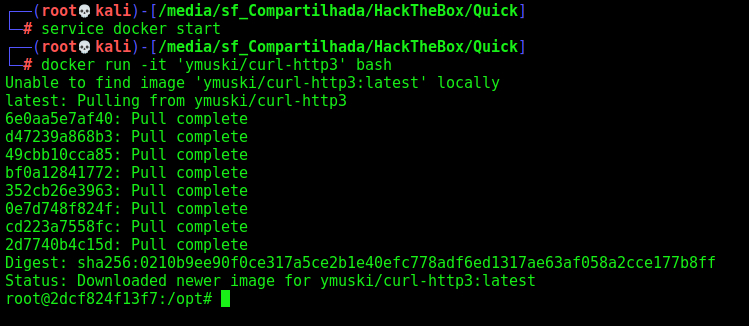 ┌──(root💀kali)-[/media/sf_Compartilhada/HackTheBox/Quick]
└─# service docker start
┌──(root💀kali)-[/media/sf_Compartilhada/HackTheBox/Quick]
└─# docker run -it 'ymuski/curl-http3' bash
Unable to find image 'ymuski/curl-http3:latest' locally
latest: Pulling from ymuski/curl-http3
6e0aa5e7af40: Pull complete
d47239a868b3: Pull complete
49cbb10cca85: Pull complete
bf0a12841772: Pull complete
352cb26e3963: Pull complete
0e7d748f824f: Pull complete
cd223a7558fc: Pull complete
2d7740b4c15d: Pull complete
Digest: sha256:0210b9ee90f0ce317a5ce2b1e40efc778adf6ed1317ae63af058a2cce177b8ff
Status: Downloaded newer image for ymuski/curl-http3:latest
root@2dcf824f13f7:/opt#